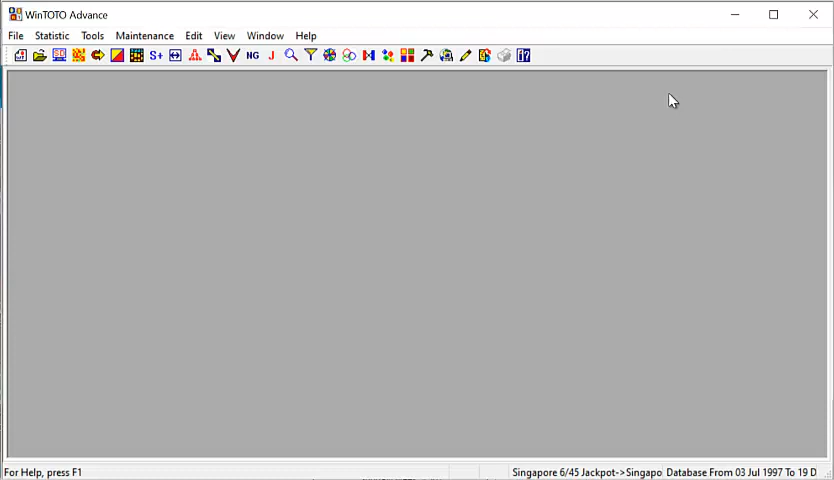 WinTOTO Advance
File Statistic Tools Maintenance Edit View Window Help
S+ NG J
For Help, press F1 Singapore 6/45 Jackpot->Singapo Database From 03 Jul 1997 To 19 D